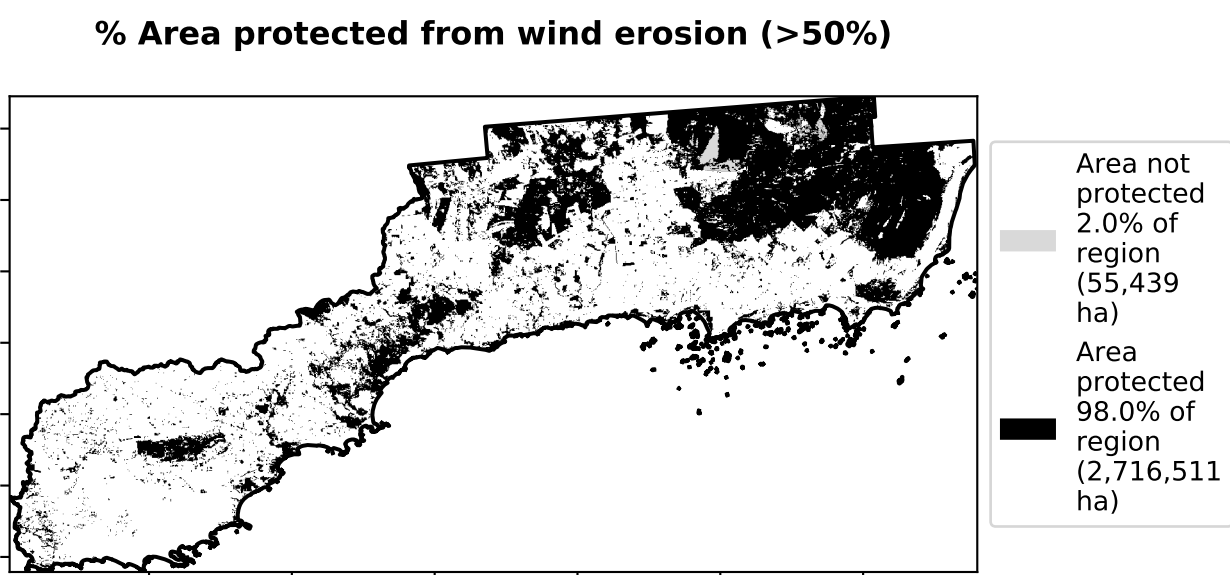 % Area protected from wind erosion (>50%)
Area not
protected
2.0% of
region
(55,439
ha)
Area
protected
98.0% of
region
(2,716,511
ha)